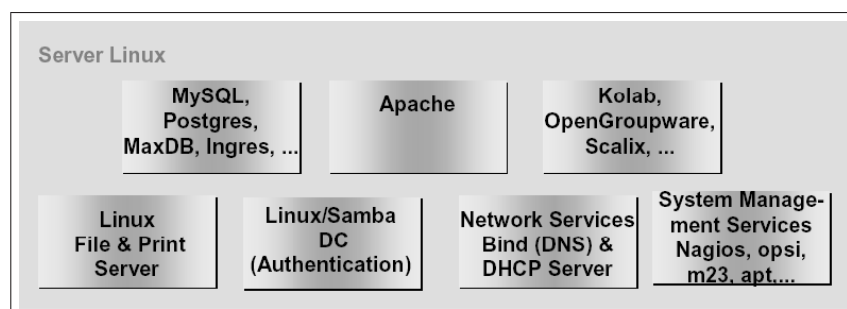 Server Linux
MySQL,
Postgres,
MaxDB, Ingres, ...
Apache
Kolab,
OpenGroupware,
Scalix, ...
Linux
File & Print
Server
Linux/Samba
DC
(Authentication)
Network Services
Bind (DNS) &
DHCP Server
System Manage-
ment Services
Nagios, opsi,
m23, apt,...